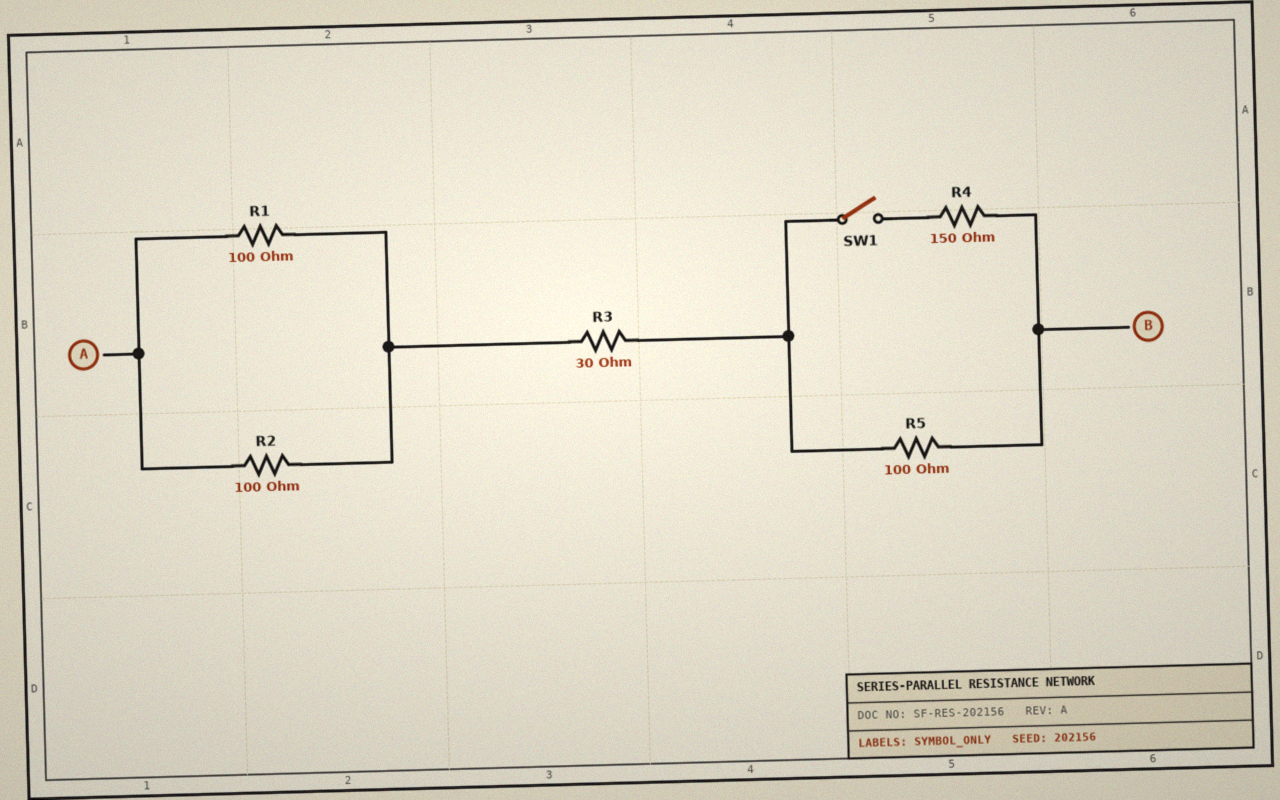 1 2 3 4 5 6
A A
R4
R1
150 Ohm
SW1
100 Ohm
B B
R3
A B
30 Ohm
R5
R2
100 Ohm
100 Ohm
C C
D D
SERIES-PARALLEL RESISTANCE NETWORK
DOC NO: SF-RES-202156 REV: A
LABELS: SYMBOL_ONLY SEED: 202156
1 2 3 4 5 6